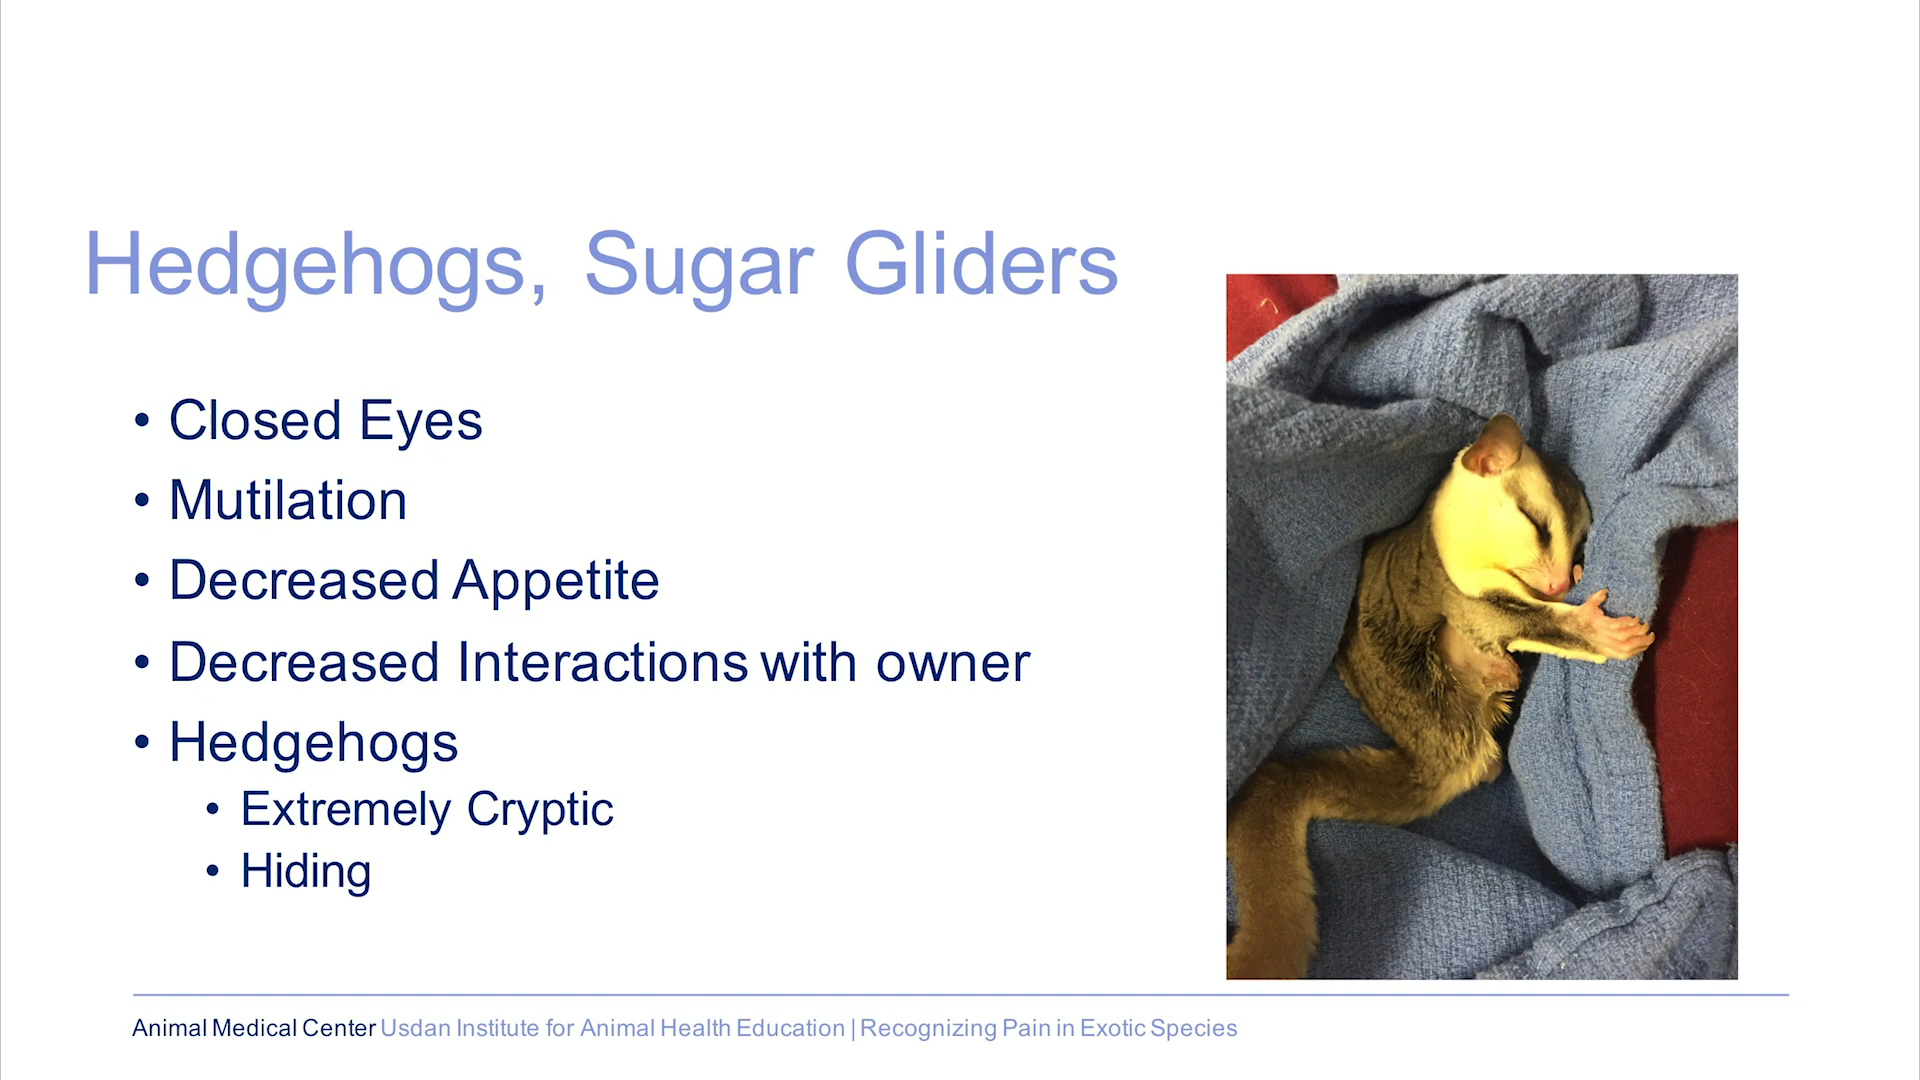 Hedgehogs, Sugar Gliders
• Closed Eyes
• Mutilation
• Decreased Appetite
• Decreased Interactions with owner
• Hedgehogs
• Extremely Cryptic
• Hiding
Animal Medical Center Usdan Institute for Animal Health Education | Recognizing Pain in Exotic Species